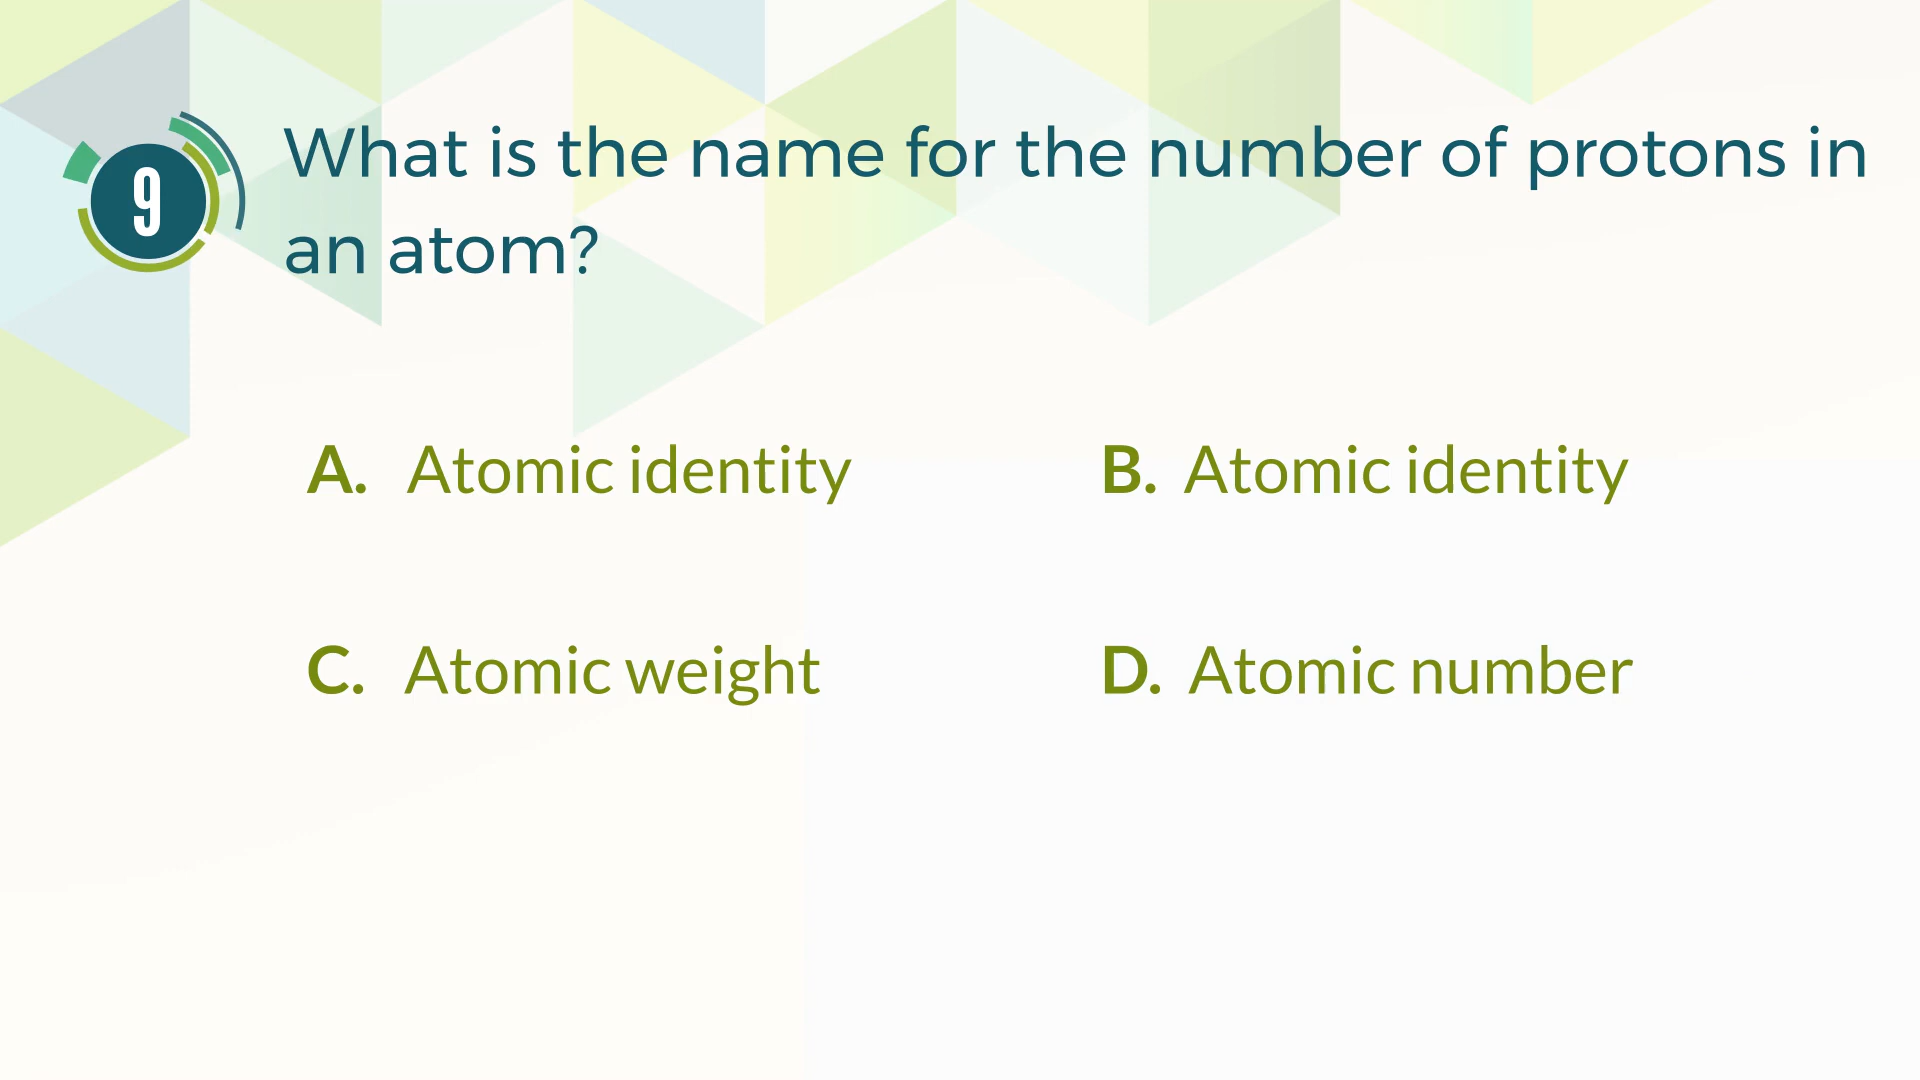 9
What is the name for the number of protons in
an atom?
A. Atomic identity
B. Atomic identity
C. Atomic weight
D. Atomic number